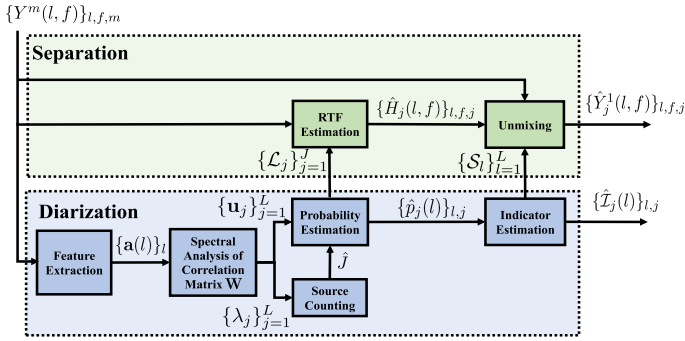 {Y^m(l, f)}_{l,f,m}
Separation
RTF
Estimation
{Ĥ_j(l, f)}_{l,f,j}
Unmixing
{Ŷ_j^1(l, f)}_{l,f,j}
{ℒ_j}_{j=1}^J
{𝒮_l}_{l=1}^L
Diarization
{𝐮_j}_{j=1}^L
Probability
Estimation
{p̂_j(l)}_{l,j}
Indicator
Estimation
{ℐ̂_j(l)}_{l,j}
Feature
Extraction
{𝐚(l)}_l
Spectral
Analysis of
Correlation
Matrix W
Ĵ
Source
Counting
{λ_j}_{j=1}^L